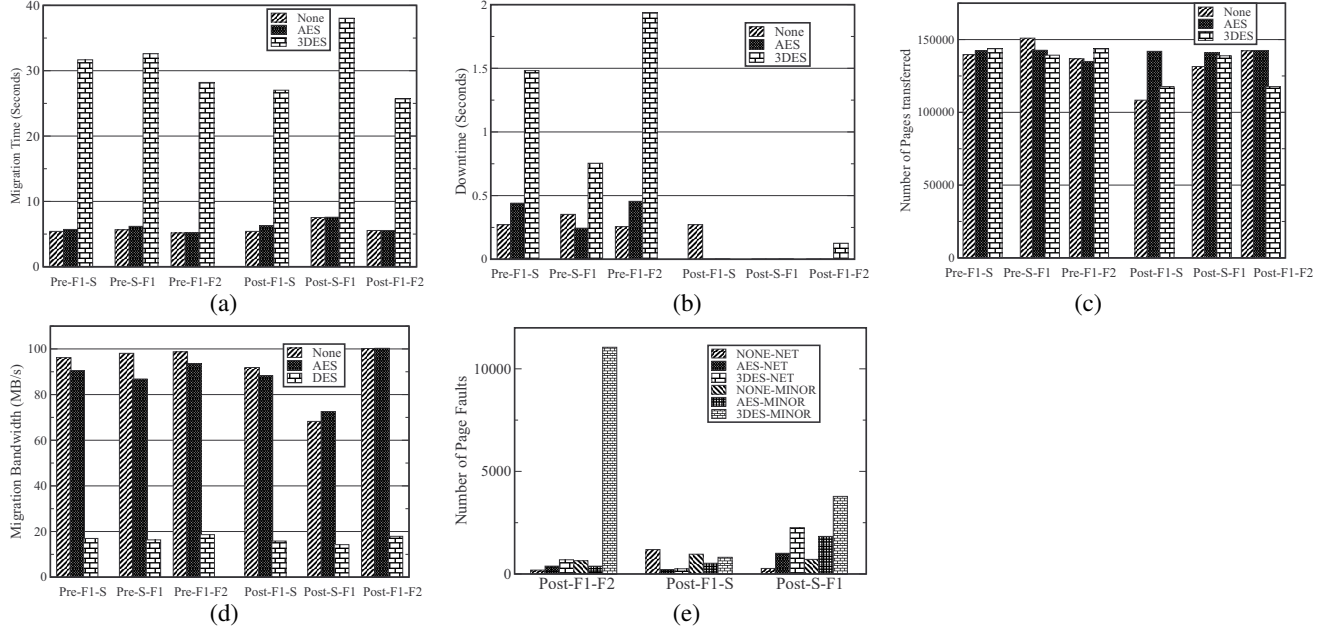 40
30
20
10
0
Migration Time (Seconds)
None
AES
3DES
Pre-F1-S Pre-S-F1 Pre-F1-F2 Post-F1-S Post-S-F1 Post-F1-F2
(a)
2
1.5
1
0.5
0
Downtime (Seconds)
None
AES
3DES
Pre-F1-S Pre-S-F1 Pre-F1-F2 Post-F1-S Post-S-F1 Post-F1-F2
(b)
150000
100000
50000
0
Number of Pages transferred
None
AES
3DES
Pre-F1-S Pre-S-F1 Pre-F1-F2 Post-F1-S Post-S-F1 Post-F1-F2
(c)
100
80
60
40
20
0
Migration Bandwidth (MB/s)
None
AES
DES
Pre-F1-S Pre-S-F1 Pre-F1-F2 Post-F1-S Post-S-F1 Post-F1-F2
(d)
10000
5000
0
Number of Page Faults
NONE-NET
AES-NET
3DES-NET
NONE-MINOR
AES-MINOR
3DES-MINOR
Post-F1-F2 Post-F1-S Post-S-F1
(e)